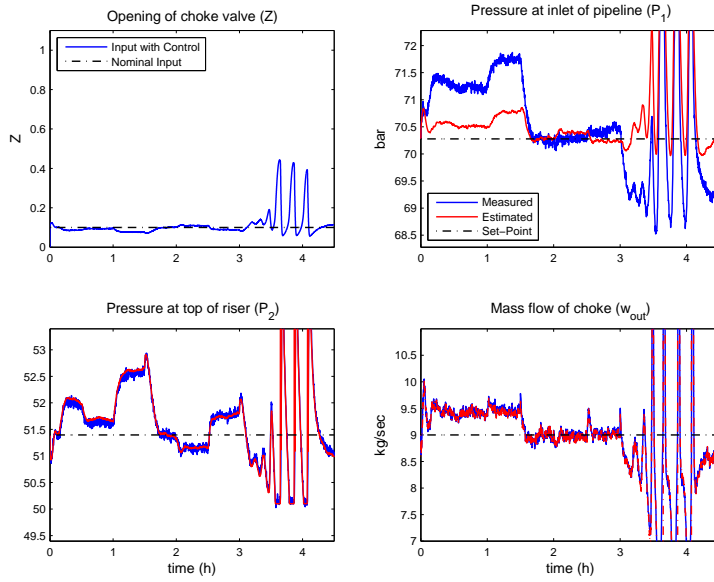 Opening of choke valve (Z)
1
0.8
0.6
0.4
0.2
0
Z
Input with Control
Nominal Input
0 1 2 3 4
Pressure at inlet of pipeline (P1)
72
71.5
71
70.5
70
69.5
69
68.5
bar
Measured
Estimated
Set−Point
0 1 2 3 4
Pressure at top of riser (P2)
53
52.5
52
51.5
51
50.5
50
49.5
0 1 2 3 4
time (h)
Mass flow of choke (wout)
10.5
10
9.5
9
8.5
8
7.5
7
kg/sec
0 1 2 3 4
time (h)